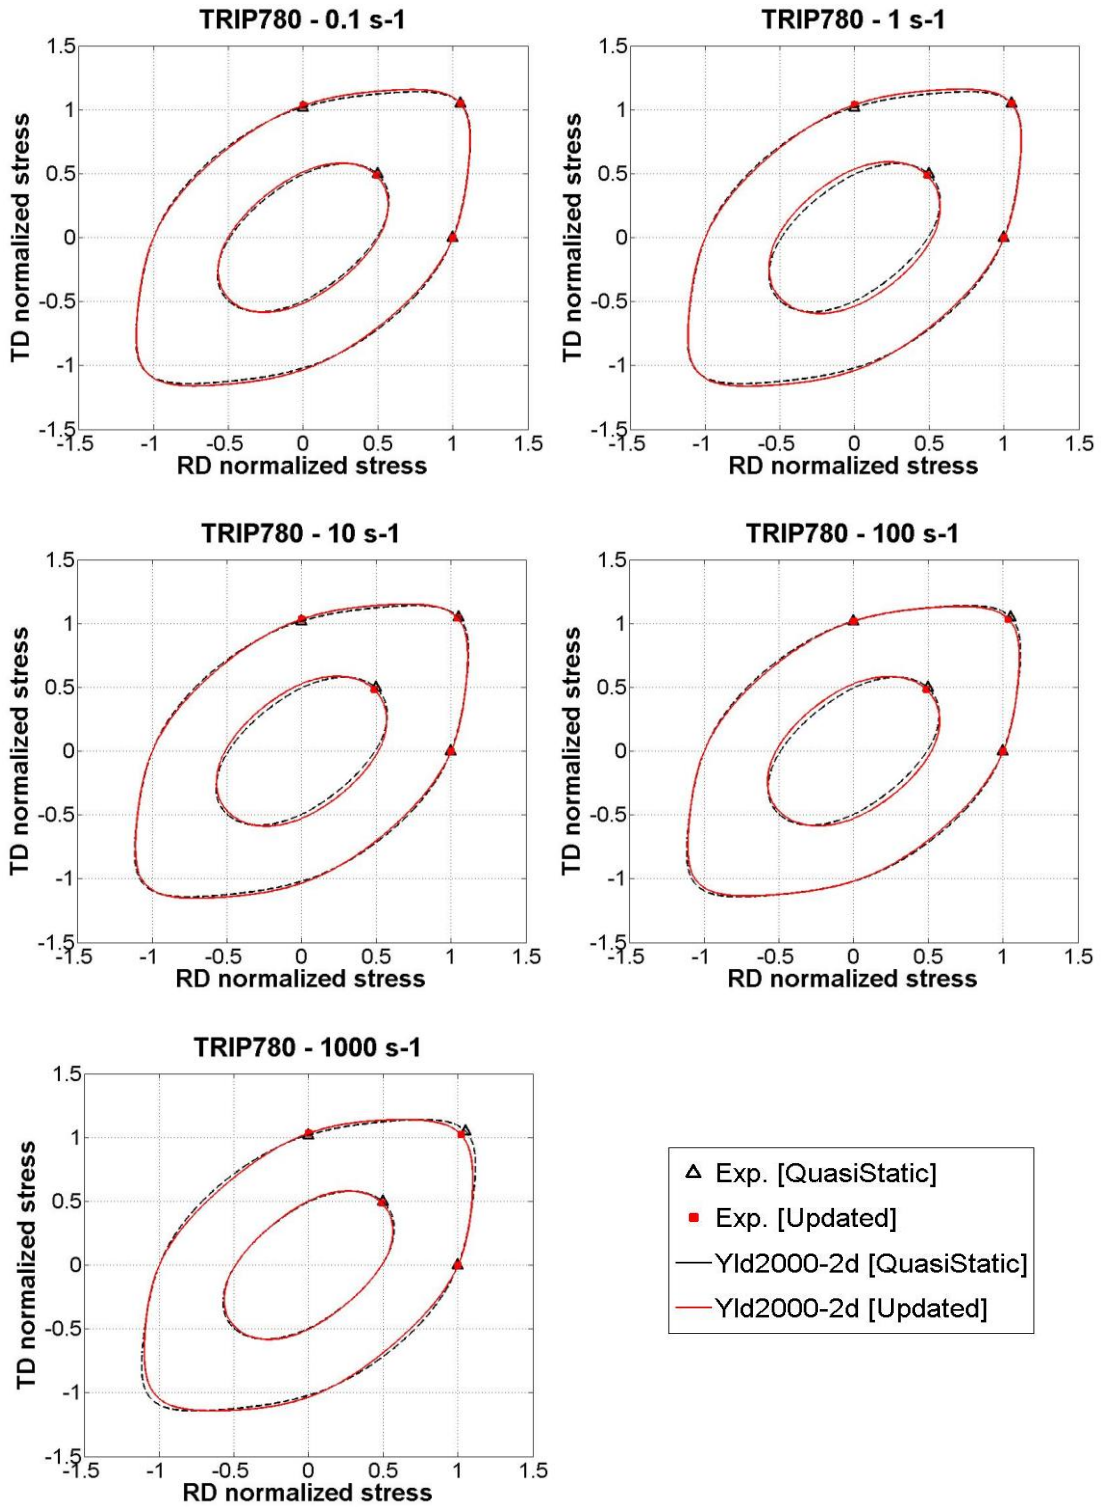 TRIP780 - 0.1 s-1
TD normalized stress
1.5
1
0.5
0
-0.5
-1
-1.5
-1.5 -1 -0.5 0 0.5 1 1.5
RD normalized stress
TRIP780 - 1 s-1
TD normalized stress
1.5
1
0.5
0
-0.5
-1
-1.5
-1.5 -1 -0.5 0 0.5 1 1.5
RD normalized stress
TRIP780 - 10 s-1
TD normalized stress
1.5
1
0.5
0
-0.5
-1
-1.5
-1.5 -1 -0.5 0 0.5 1 1.5
RD normalized stress
TRIP780 - 100 s-1
TD normalized stress
1.5
1
0.5
0
-0.5
-1
-1.5
-1.5 -1 -0.5 0 0.5 1 1.5
RD normalized stress
TRIP780 - 1000 s-1
TD normalized stress
1.5
1
0.5
0
-0.5
-1
-1.5
-1.5 -1 -0.5 0 0.5 1 1.5
RD normalized stress
Exp. [QuasiStatic]
Exp. [Updated]
Yld2000-2d [QuasiStatic]
Yld2000-2d [Updated]